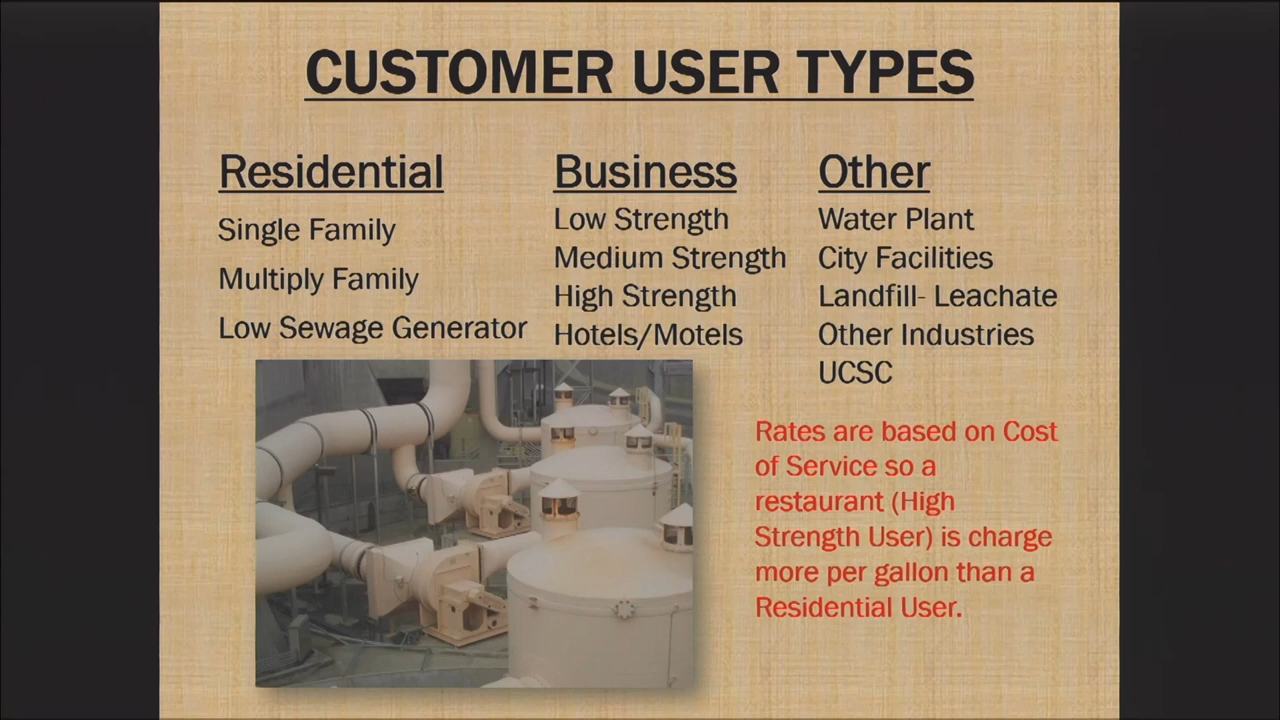 CUSTOMER USER TYPES
Residential
Single Family
Multiply Family
Low Sewage Generator
Business
Low Strength
Medium Strength
High Strength
Hotels/Motels
Other
Water Plant
City Facilities
Landfill- Leachate
Other Industries
UCSC
Rates are based on Cost
of Service so a
restaurant (High
Strength User) is charge
more per gallon than a
Residential User.